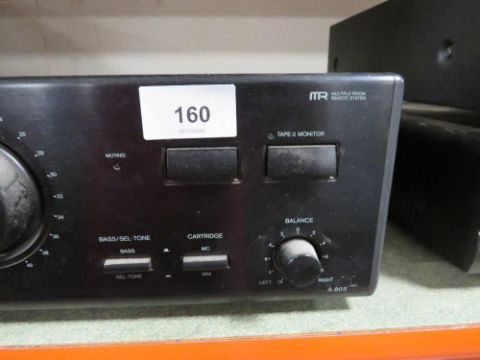 160
MR MULTIPLE ROOM
REMOTE SYSTEM
TAPE-2 MONITOR
MUTING
BALANCE
BASS/SEL-TONE
CARTRIDGE
BASS
MC
SEL-TONE
MM
LEFT
RIGHT
A-803